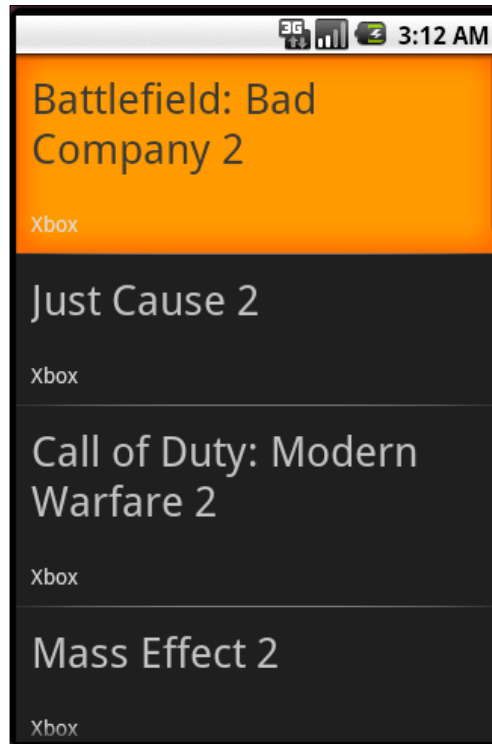 3G 3:12 AM
Battlefield: Bad
Company 2
Xbox
Just Cause 2
Xbox
Call of Duty: Modern
Warfare 2
Xbox
Mass Effect 2
Xbox